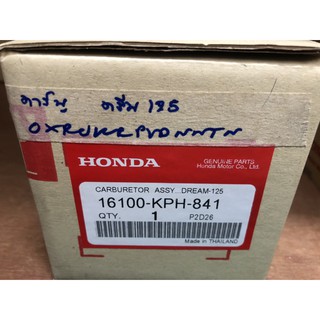 คาร์บู ดรีม 125
HONDA
GENUINE PARTS
Honda Motor Co., Ltd.
CARBURETOR ASSY., DREAM-125
16100-KPH-841
QTY. 1 P2D26
Made in THAILAND